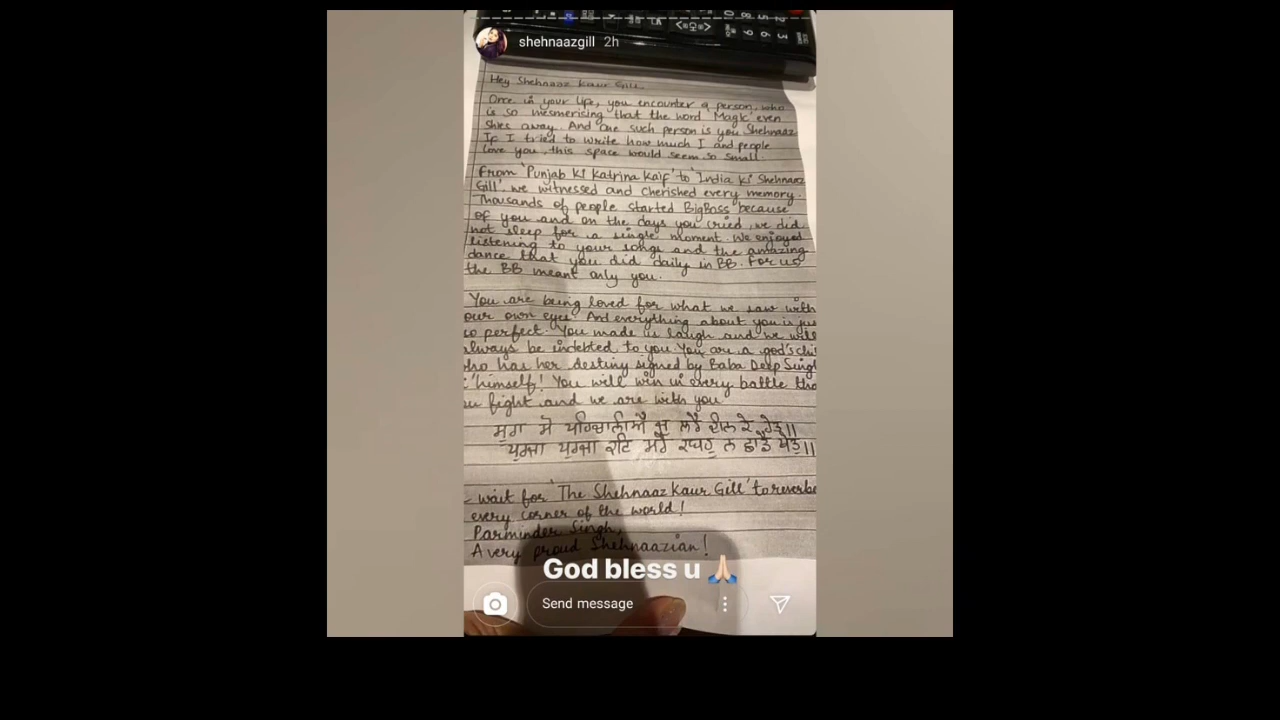 shehnaazgill 2h
Hey Shehnaaz Kaur Gill
Once in your life, you encounter a person, who
is so mesmerising that the word 'Magic' even
shies away. And one such person is you Shehnaaz
If I tried to write how much I and people
love you, this space would seem so small.
From 'Punjab Ki Katrina Kaif' to 'India Ki Shehnaaz
Gill', we witnessed and cherished every memory.
Thousands of people started BigBoss because
of you and on the days you cried, we did
not sleep for a single moment. We enjoyed
listening to your songs and the amazing
dance that you did daily in BB. For us
the BB meant only you.
You are being loved for what we saw with
our own eyes. And everything about you is
so perfect. You made us laugh and we will
always be indebted to you. You are a god's
who has her destiny signed by Baba Deep Singh
himself! You will win in every battle
fight and we are with you
ਸੂਰਾ ਸੋ ਪਹਿਚਾਨੀਐ ਜੁ ਲਰੈ ਦੀਨ ਕੇ ਹੇਤ ||
ਪੁਰਜਾ ਪੁਰਜਾ ਕਟਿ ਮਰੈ ਕਬਹੂ ਨ ਛਾਡੈ ਖੇਤੁ ||
wait for 'The Shehnaaz Kaur Gill' to
every corner of the world!
Parminder Singh,
A very proud Shehnaazian!
God bless u 🙏🏻
Send message